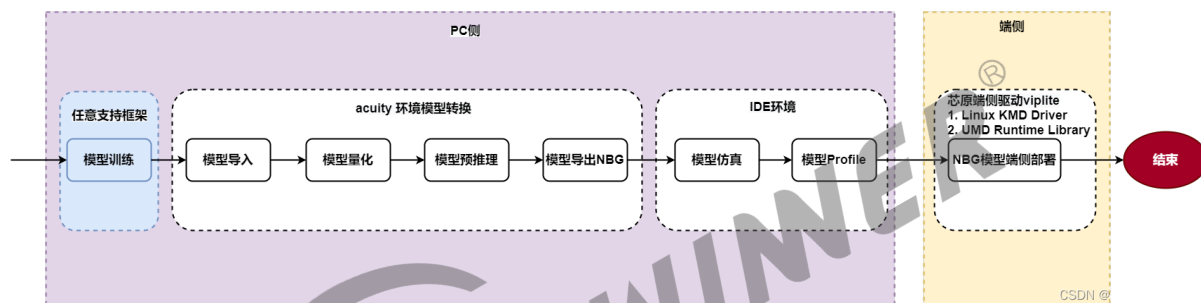 PC侧
端侧
任意支持框架
模型训练
acuity 环境模型转换
模型导入
模型量化
模型预推理
模型导出NBG
IDE环境
模型仿真
模型Profile
芯原端侧驱动viplite
1. Linux KMD Driver
2. UMD Runtime Library
NBG模型端侧部署
结束
WINNER®
CSDN @